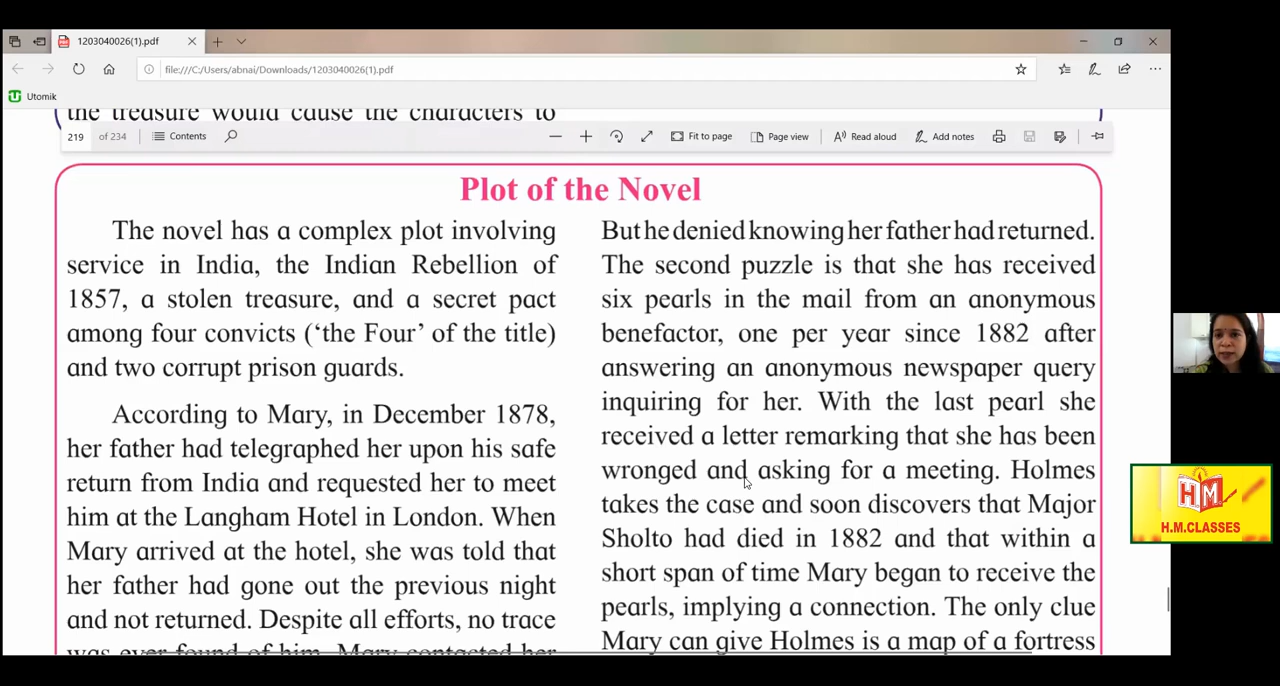 1203040026(1).pdf
file:///C:/Users/abnai/Downloads/1203040026(1).pdf
Utomik
the treasure would cause the characters to
219 of 234 Contents Fit to page Page view Read aloud Add notes
Plot of the Novel
The novel has a complex plot involving
service in India, the Indian Rebellion of
1857, a stolen treasure, and a secret pact
among four convicts (‘the Four’ of the title)
and two corrupt prison guards.
According to Mary, in December 1878,
her father had telegraphed her upon his safe
return from India and requested her to meet
him at the Langham Hotel in London. When
Mary arrived at the hotel, she was told that
her father had gone out the previous night
and not returned. Despite all efforts, no trace
was ever found of him. Mary contacted her
But he denied knowing her father had returned.
The second puzzle is that she has received
six pearls in the mail from an anonymous
benefactor, one per year since 1882 after
answering an anonymous newspaper query
inquiring for her. With the last pearl she
received a letter remarking that she has been
wronged and asking for a meeting. Holmes
takes the case and soon discovers that Major
Sholto had died in 1882 and that within a
short span of time Mary began to receive the
pearls, implying a connection. The only clue
Mary can give Holmes is a map of a fortress
HM
H.M.CLASSES